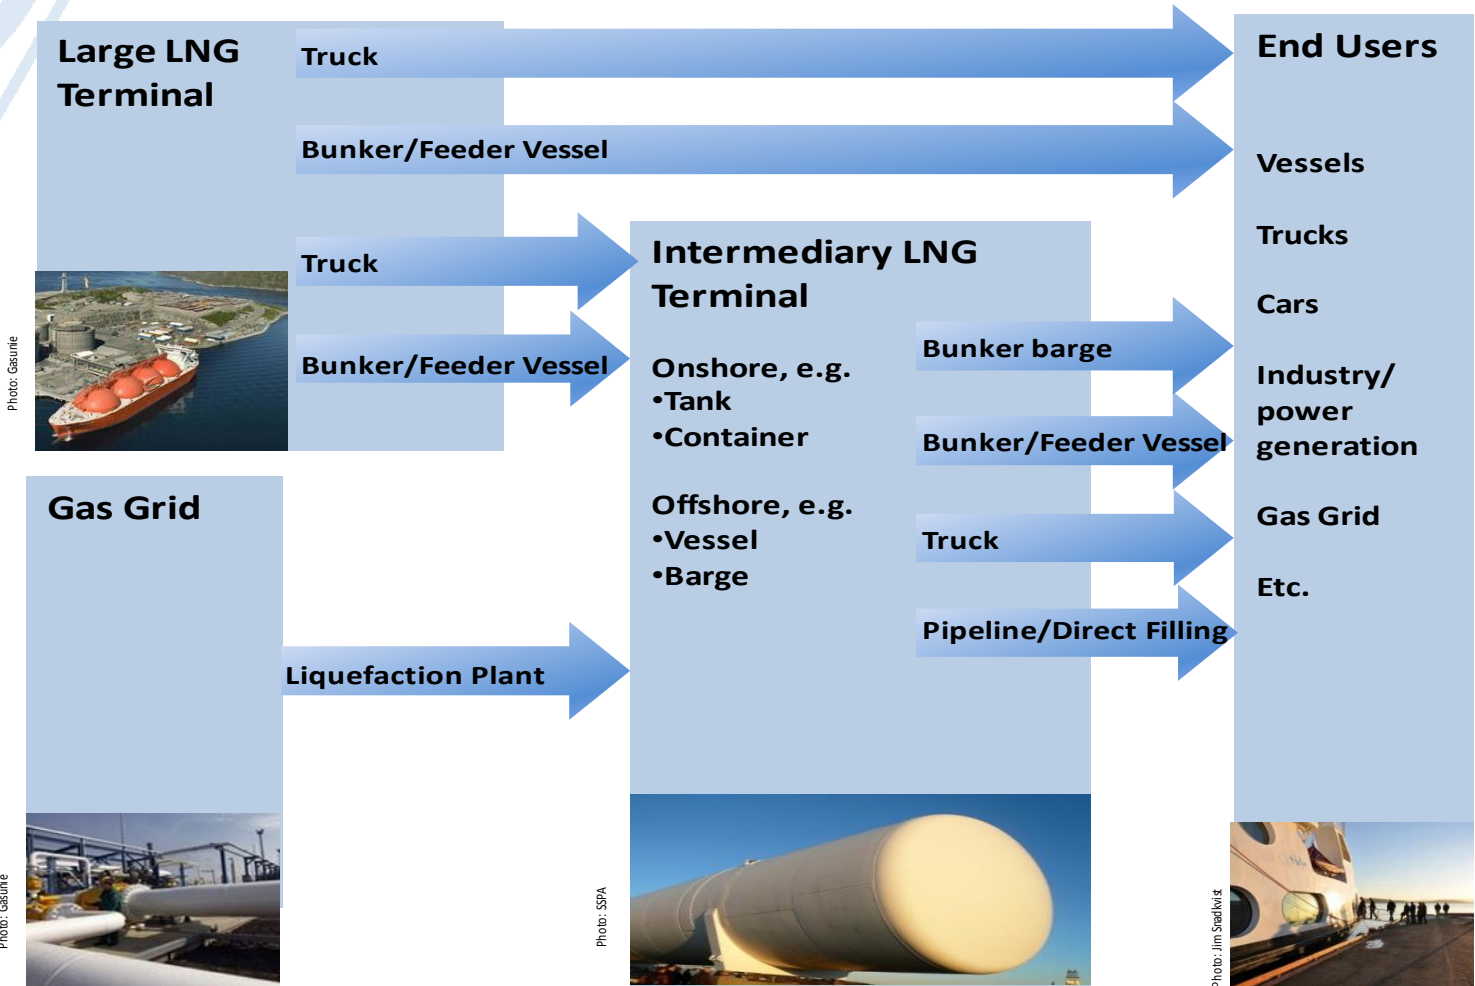 Large LNG
Terminal
Truck
Bunker/Feeder Vessel
Truck
Bunker/Feeder Vessel
Photo: Gasunie
Gas Grid
Liquefaction Plant
Photo: Gasunie
Intermediary LNG
Terminal
Onshore, e.g.
•Tank
•Container
Offshore, e.g.
•Vessel
•Barge
Bunker barge
Bunker/Feeder Vessel
Truck
Pipeline/Direct Filling
Photo: SSPA
End Users
Vessels
Trucks
Cars
Industry/
power
generation
Gas Grid
Etc.
Photo: Jim Snadkvist